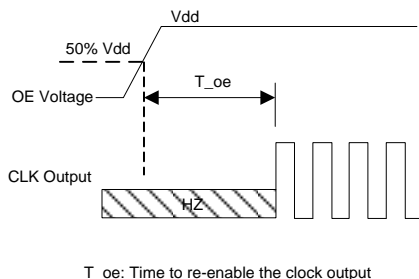 Vdd
50% Vdd
T_oe
OE Voltage
CLK Output
HZ
T_oe: Time to re-enable the clock output